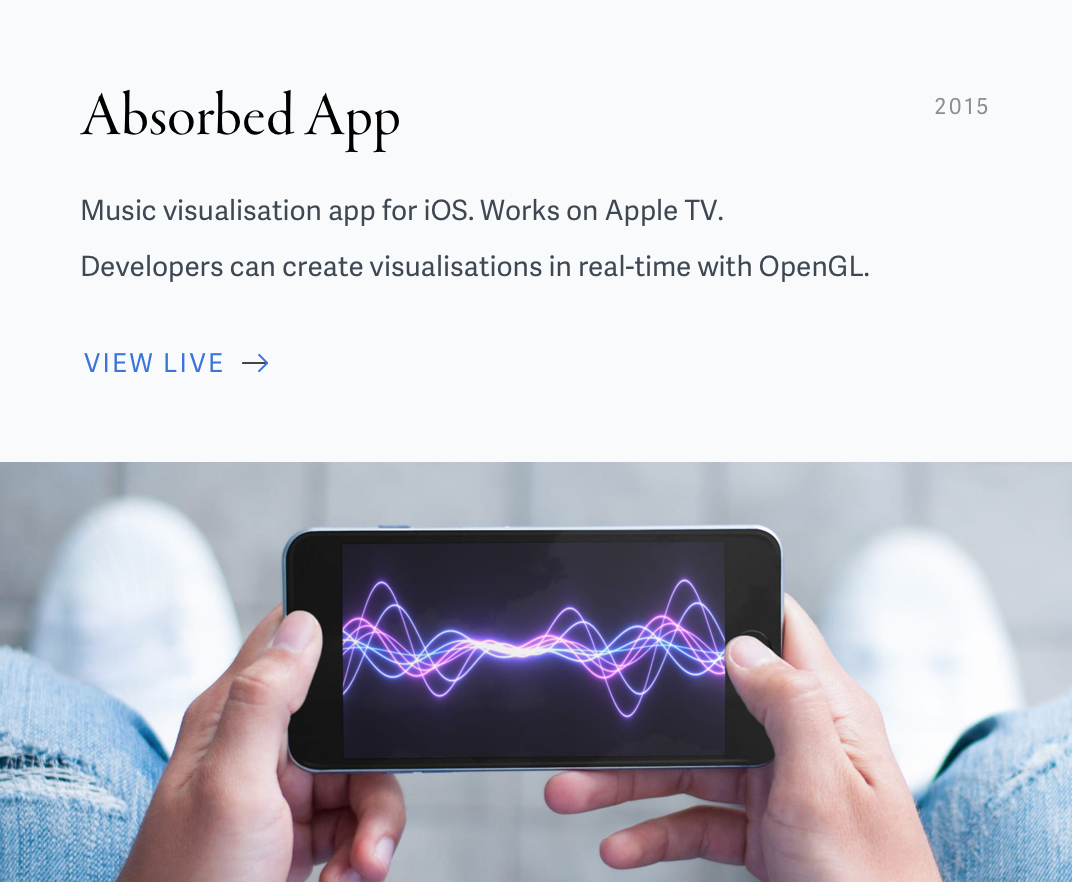 Absorbed App
2015
Music visualisation app for iOS. Works on Apple TV.
Developers can create visualisations in real-time with OpenGL.
VIEW LIVE →